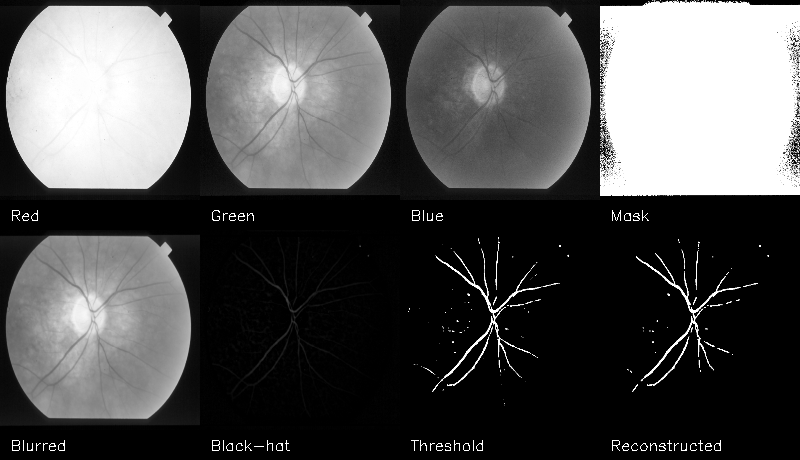 Red
Green
Blue
Mask
Blurred
Black-hat
Threshold
Reconstructed